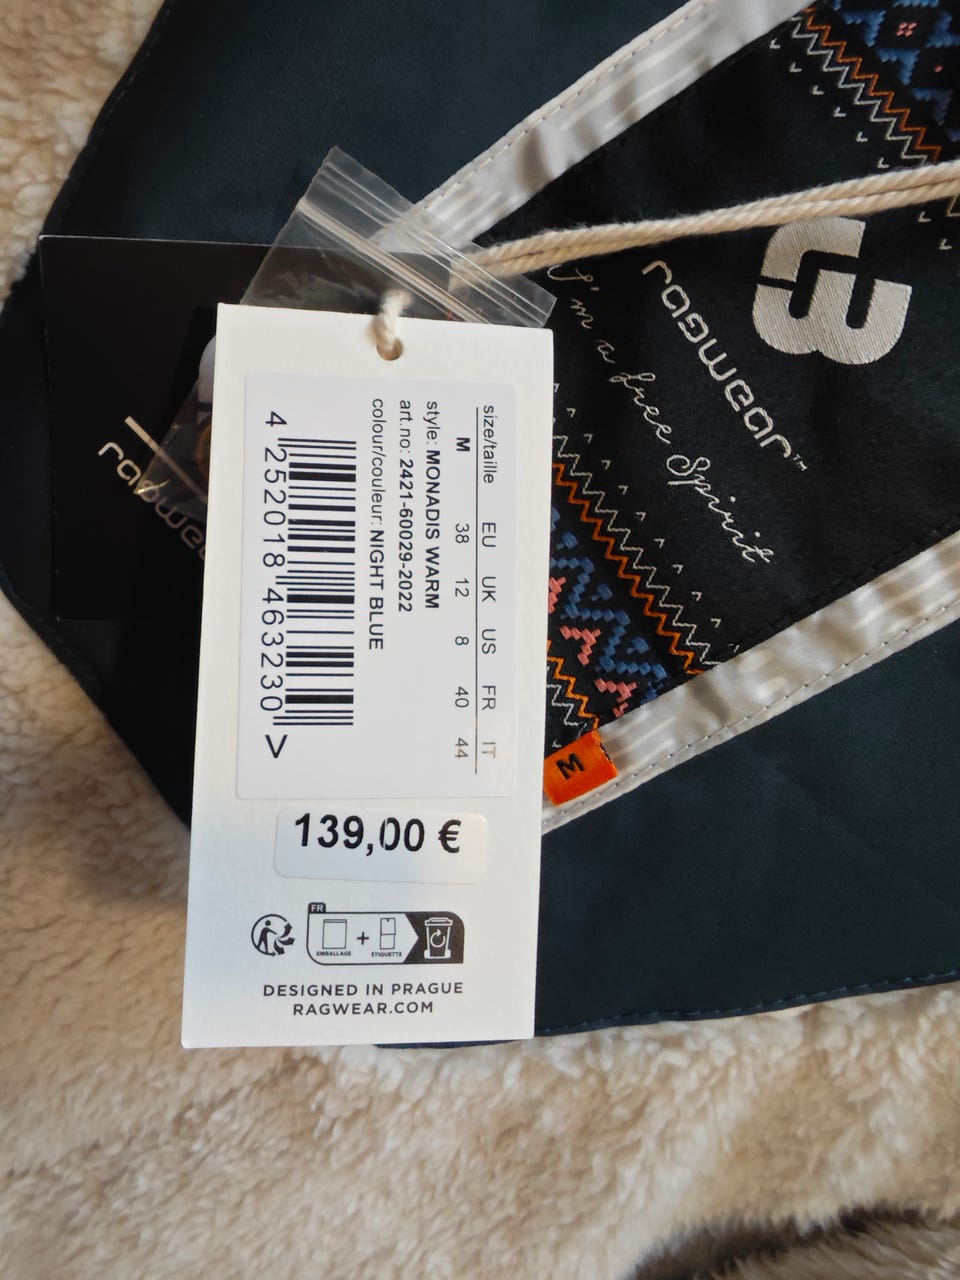 ragwear™
I'm a free Spirit
ragwe
size/taille EU UK US FR IT
M 38 12 8 40 44
style: MONADIS WARM
art.no: 2421-60029-2022
colour/couleur: NIGHT BLUE
4 252018 463230 >
M
139,00 €
FR
EMBALLAGE + ÉTIQUETTE
DESIGNED IN PRAGUE
RAGWEAR.COM